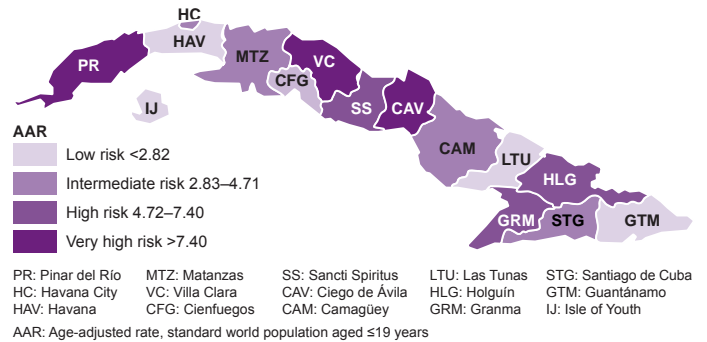 HC
HAV
PR
MTZ
VC
CFG
IJ
SS
CAV
CAM
LTU
HLG
GRM
STG
GTM
AAR
Low risk <2.82
Intermediate risk 2.83–4.71
High risk 4.72–7.40
Very high risk >7.40
PR: Pinar del Río MTZ: Matanzas SS: Sancti Spiritus LTU: Las Tunas STG: Santiago de Cuba
HC: Havana City VC: Villa Clara CAV: Ciego de Ávila HLG: Holguín GTM: Guantánamo
HAV: Havana CFG: Cienfuegos CAM: Camagüey GRM: Granma IJ: Isle of Youth
AAR: Age-adjusted rate, standard world population aged ≤19 years